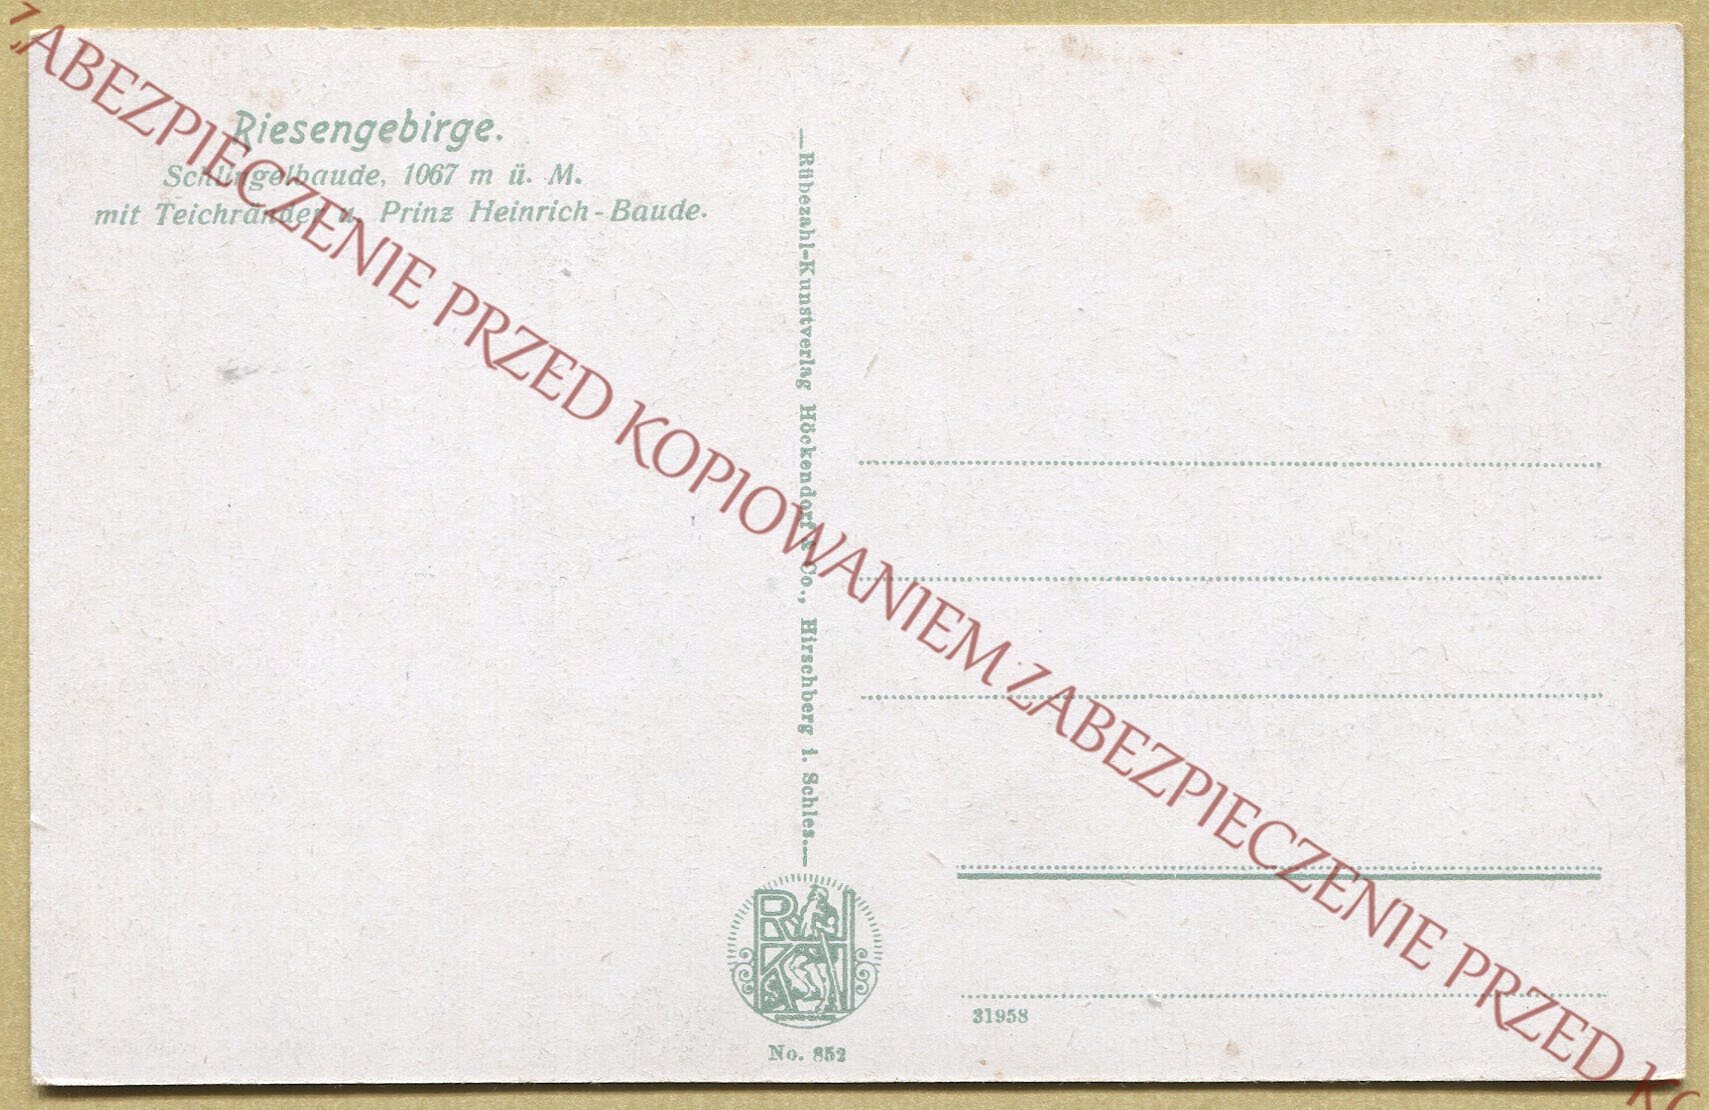 Riesengebirge.
Schlingelbaude, 1067 m ü. M.
mit Teichränder u. Prinz Heinrich-Baude.
Rübezahl-Kunstverlag Höckendorf & Co., Hirschberg i. Schles.
No. 852
31958
ZABEZPIECZENIE PRZED KOPIOWANIEM ZABEZPIECZENIE PRZED KO